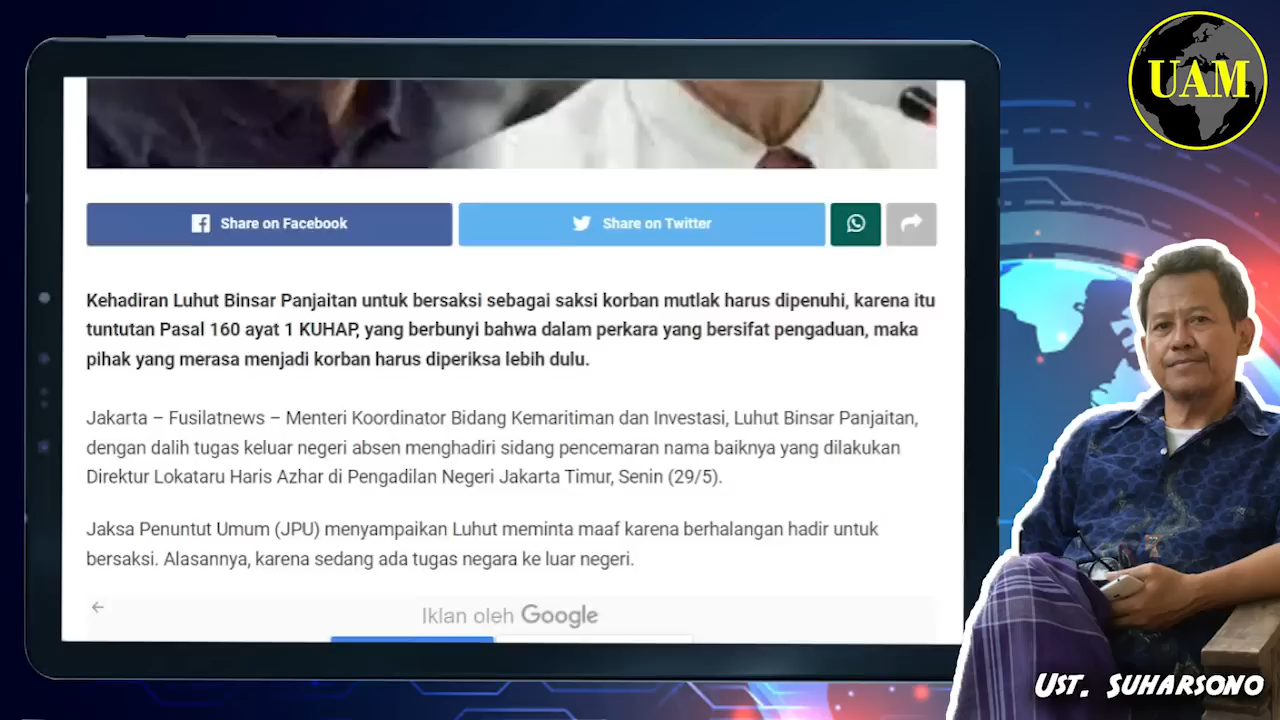 UAM
Share on Facebook
Share on Twitter
Kehadiran Luhut Binsar Panjaitan untuk bersaksi sebagai saksi korban mutlak harus dipenuhi, karena itu
tuntutan Pasal 160 ayat 1 KUHAP, yang berbunyi bahwa dalam perkara yang bersifat pengaduan, maka
pihak yang merasa menjadi korban harus diperiksa lebih dulu.
Jakarta – Fusilatnews – Menteri Koordinator Bidang Kemaritiman dan Investasi, Luhut Binsar Panjaitan,
dengan dalih tugas keluar negeri absen menghadiri sidang pencemaran nama baiknya yang dilakukan
Direktur Lokataru Haris Azhar di Pengadilan Negeri Jakarta Timur, Senin (29/5).
Jaksa Penuntut Umum (JPU) menyampaikan Luhut meminta maaf karena berhalangan hadir untuk
bersaksi. Alasannya, karena sedang ada tugas negara ke luar negeri.
Iklan oleh Google
Ust. Suharsono